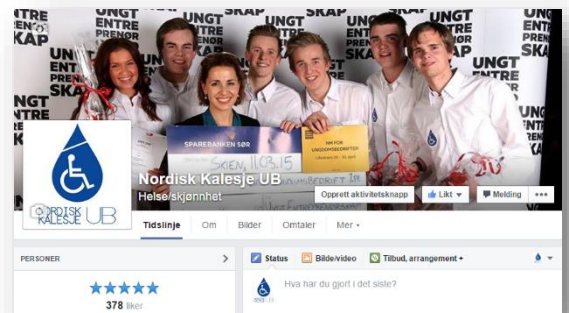 UNGT
ENTRE
PRENØR
SKAP
SPAREBANKEN SØR
SKIEN, 11.03.15
NM FOR
UNGDOMSBEDRIFTER
Nordisk Kalesje UB
Helse/skjønnhet
Opprett aktivitetsknapp
Likt
Melding
NORDISK
KALESJE UB
Tidslinje Om Bilder Omtaler Mer
PERSONER
378 liker
Status Bilde/video Tilbud, arrangement +
Hva har du gjort i det siste?